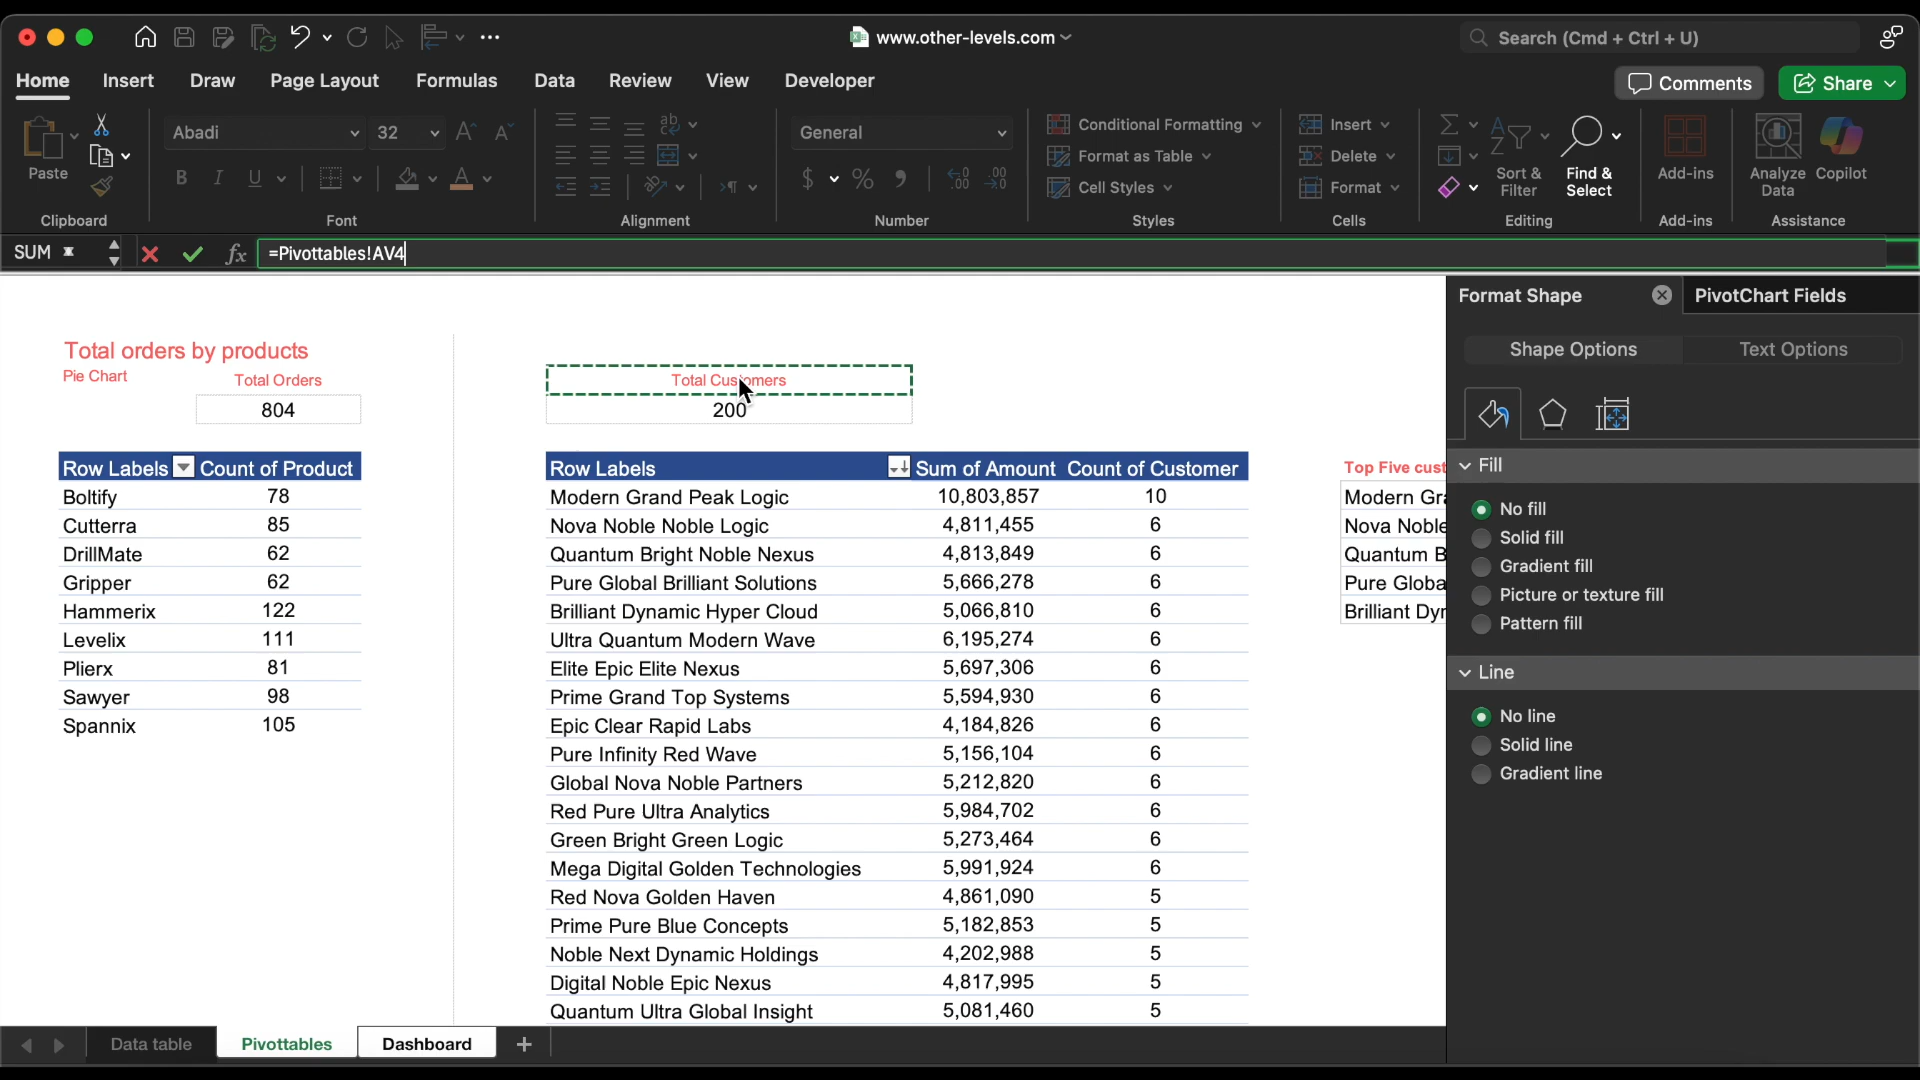 www.other-levels.com
Search (Cmd + Ctrl + U)
Home Insert Draw Page Layout Formulas Data Review View Developer
Comments Share
Paste
Clipboard
Abadi 32
B I U A
Font
ab
Alignment
General
$ % 9
Number
Conditional Formatting
Format as Table
Cell Styles
Styles
Insert
Delete
Format
Cells
Sort & Filter
Find & Select
Editing
Add-ins
Add-ins
Analyze Data Copilot
Assistance
SUM fx =Pivottables!AV4
Total orders by products
Pie Chart Total Orders
804
Total Customers
200
Row Labels Count of Product
Boltify 78
Cutterra 85
DrillMate 62
Gripper 62
Hammerix 122
Levelix 111
Plierx 81
Sawyer 98
Spannix 105
Row Labels Sum of Amount Count of Customer
Modern Grand Peak Logic 10,803,857 10
Nova Noble Noble Logic 4,811,455 6
Quantum Bright Noble Nexus 4,813,849 6
Pure Global Brilliant Solutions 5,666,278 6
Brilliant Dynamic Hyper Cloud 5,066,810 6
Ultra Quantum Modern Wave 6,195,274 6
Elite Epic Elite Nexus 5,697,306 6
Prime Grand Top Systems 5,594,930 6
Epic Clear Rapid Labs 4,184,826 6
Pure Infinity Red Wave 5,156,104 6
Global Nova Noble Partners 5,212,820 6
Red Pure Ultra Analytics 5,984,702 6
Green Bright Green Logic 5,273,464 6
Mega Digital Golden Technologies 5,991,924 6
Red Nova Golden Haven 4,861,090 5
Prime Pure Blue Concepts 5,182,853 5
Noble Next Dynamic Holdings 4,202,988 5
Digital Noble Epic Nexus 4,817,995 5
Quantum Ultra Global Insight 5,081,460 5
Top Five cust
Modern Gra
Nova Noble
Quantum B
Pure Globa
Brilliant Dyn
Format Shape PivotChart Fields
Shape Options Text Options
Fill
No fill
Solid fill
Gradient fill
Picture or texture fill
Pattern fill
Line
No line
Solid line
Gradient line
Data table Pivottables Dashboard